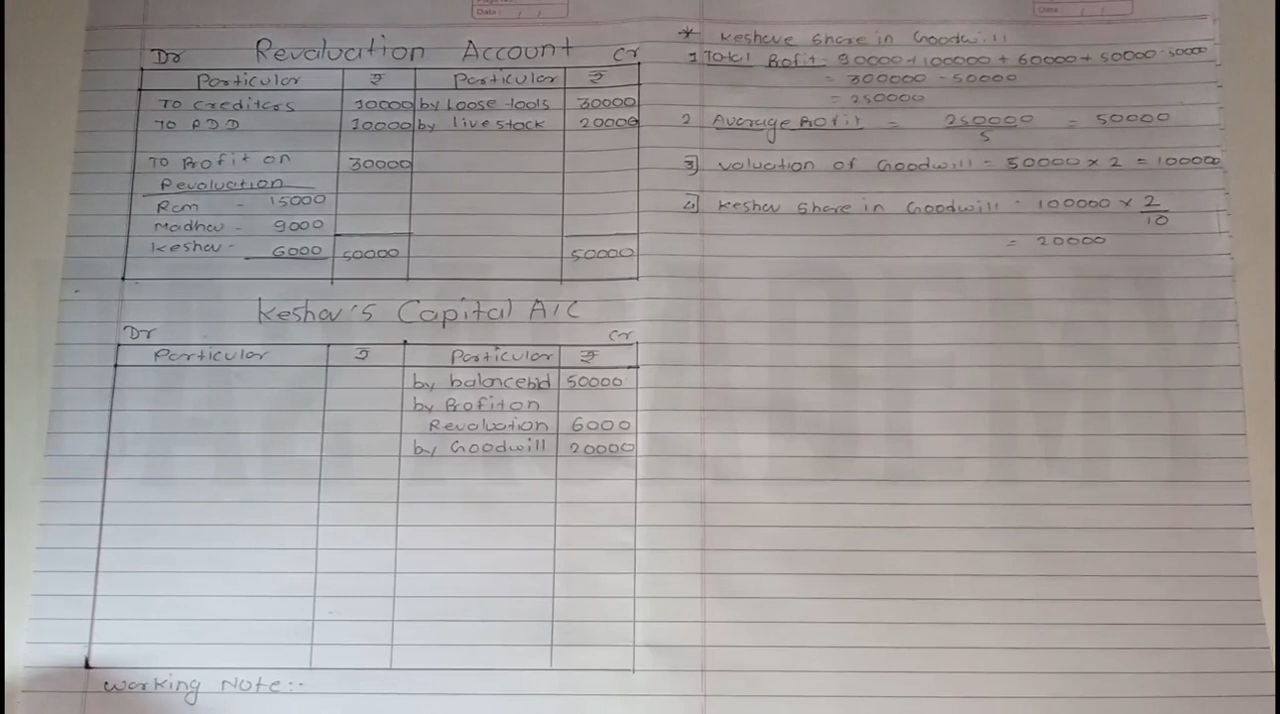 Date: / /
Date: / /
Dr Revaluation Account Cr
Particular ₹ Particular ₹
To Creditors 10000 by Loose tools 30000
To RDD 10000 by livestock 20000
To Profit on 30000
Revaluation
Ram - 15000
Madhav - 9000
Keshav - 6000 50000 50000
Keshav's Capital A/C
Dr Cr
Particular ₹ Particular ₹
by balance b/d 50000
by Profit on
Revaluation 6000
by Goodwill 20000
Working Note:-
* Keshave share in Goodwill
1 Total Profit = 90000 + 100000 + 60000 + 50000 - 50000
= 300000 - 50000
= 250000
2 Average Profit = 250000 / 5 = 50000
3] Valuation of Goodwill = 50000 × 2 = 100000
4] Keshav share in Goodwill = 100000 × 2/10
= 20000